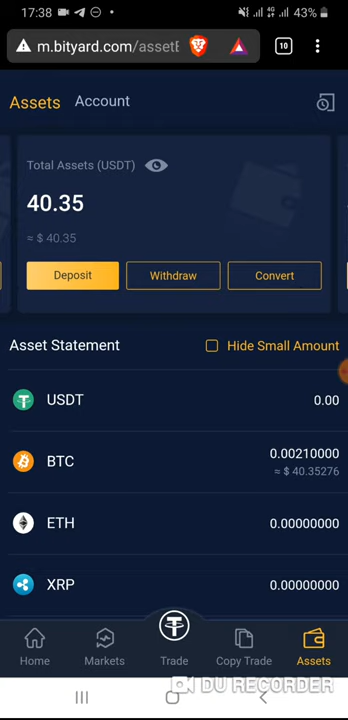 17:38
4G
43%
m.bityard.com/assetE
10
Assets Account
Total Assets (USDT)
40.35
≈ $ 40.35
Deposit Withdraw Convert
Asset Statement Hide Small Amount
USDT 0.00
BTC 0.00210000
≈ $ 40.35276
ETH 0.00000000
XRP 0.00000000
Home Markets Trade Copy Trade Assets
DU RECORDER